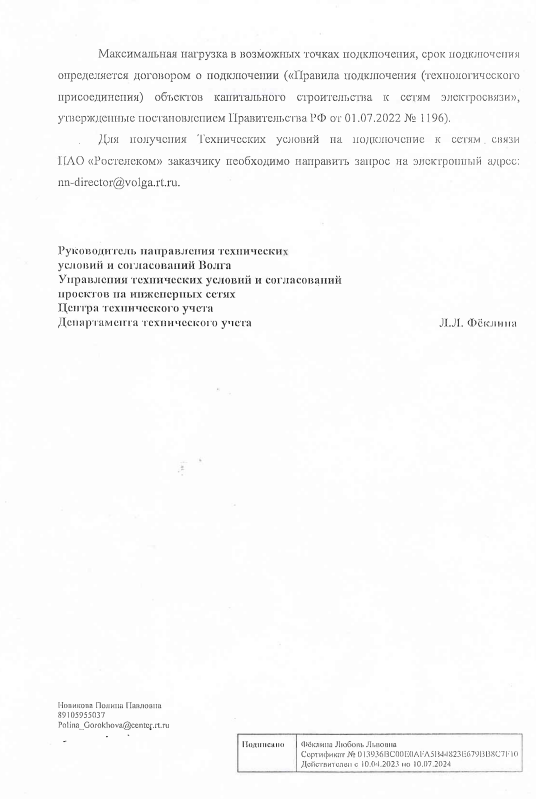 Максимальная нагрузка в возможных точках подключения, срок подключения
определяется договором о подключении («Правила подключения (технологического
присоединения) объектов капитального строительства к сетям электросвязи»,
утвержденные постановлением Правительства РФ от 01.07.2022 № 1196).
Для получения Технических условий на подключение к сетям связи
ПАО «Ростелеком» заказчику необходимо направить запрос на электронный адрес:
nn-director@volga.rt.ru.
Руководитель направления технических
условий и согласований Волга
Управления технических условий и согласований
проектов на инженерных сетях
Центра технического учета
Департамента технического учета Л.Л. Фёклина
Новикова Полина Павловна
89105955037
Polina_Gorokhova@center.rt.ru
Подписано
Фёклина Любовь Львовна
Сертификат № 013936BC00E0AFA5B44823E679BB8C7F10
Действителен с 10.04.2023 по 10.07.2024